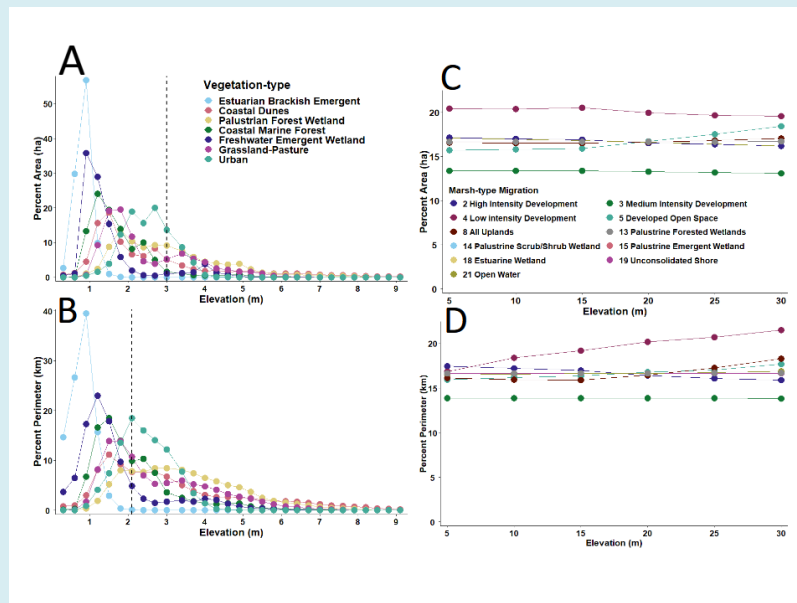 A
Vegetation-type
Estuarian Brackish Emergent
Coastal Dunes
Palustrian Forest Wetland
Coastal Marine Forest
Freshwater Emergent Wetland
Grassland-Pasture
Urban
Percent Area (ha)
50
40
30
20
10
0
1 2 3 4 5 6 7 8 9
Elevation (m)
B
Percent Perimeter (km)
40
30
20
10
0
1 2 3 4 5 6 7 8 9
Elevation (m)
C
Percent Area (ha)
20
15
10
5
0
Marsh-type Migration
2 High Intensity Development
3 Medium Intensity Development
4 Low intensity Development
5 Developed Open Space
8 All Uplands
13 Palustrine Forested Wetlands
14 Palustrine Scrub/Shrub Wetland
15 Palustrine Emergent Wetland
18 Estuarine Wetland
19 Unconsolidated Shore
21 Open Water
5 10 15 20 25 30
Elevation (m)
D
Percent Perimeter (km)
20
15
10
5
0
5 10 15 20 25 30
Elevation (m)